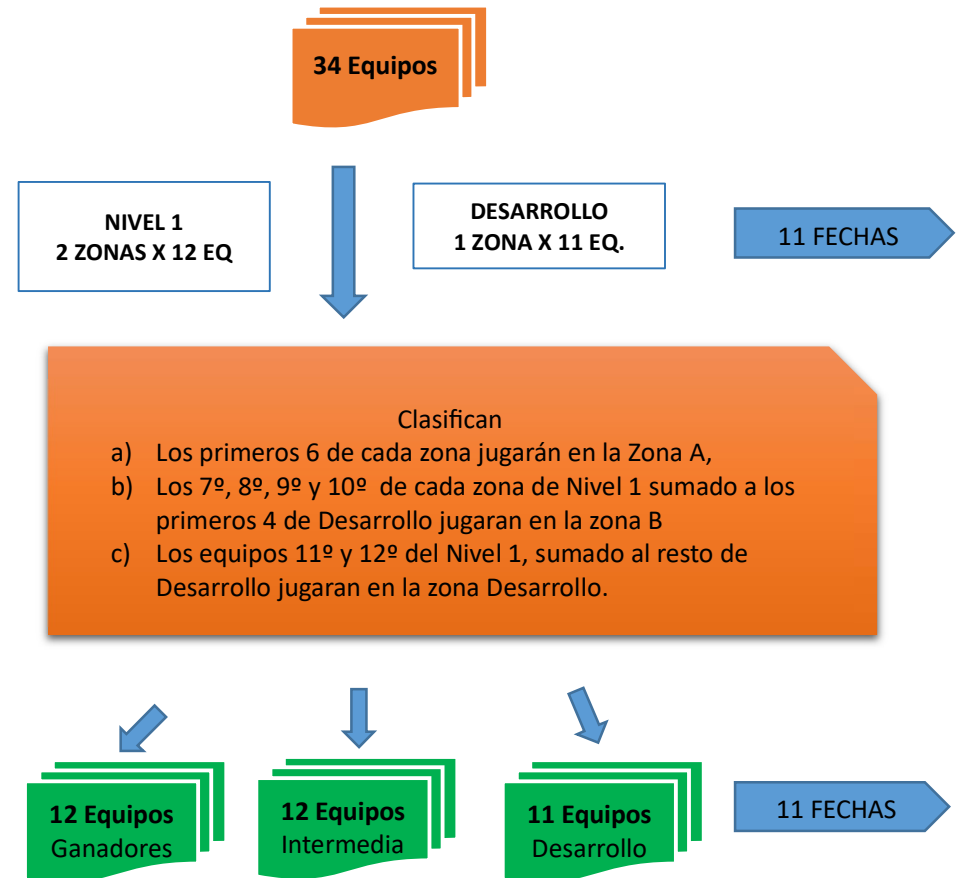 34 Equipos
NIVEL 1
2 ZONAS X 12 EQ
DESARROLLO
1 ZONA X 11 EQ.
11 FECHAS
Clasifican
a) Los primeros 6 de cada zona jugarán en la Zona A,
b) Los 7º, 8º, 9º y 10º de cada zona de Nivel 1 sumado a los
primeros 4 de Desarrollo jugaran en la zona B
c) Los equipos 11º y 12º del Nivel 1, sumado al resto de
Desarrollo jugaran en la zona Desarrollo.
12 Equipos
Ganadores
12 Equipos
Intermedia
11 Equipos
Desarrollo
11 FECHAS